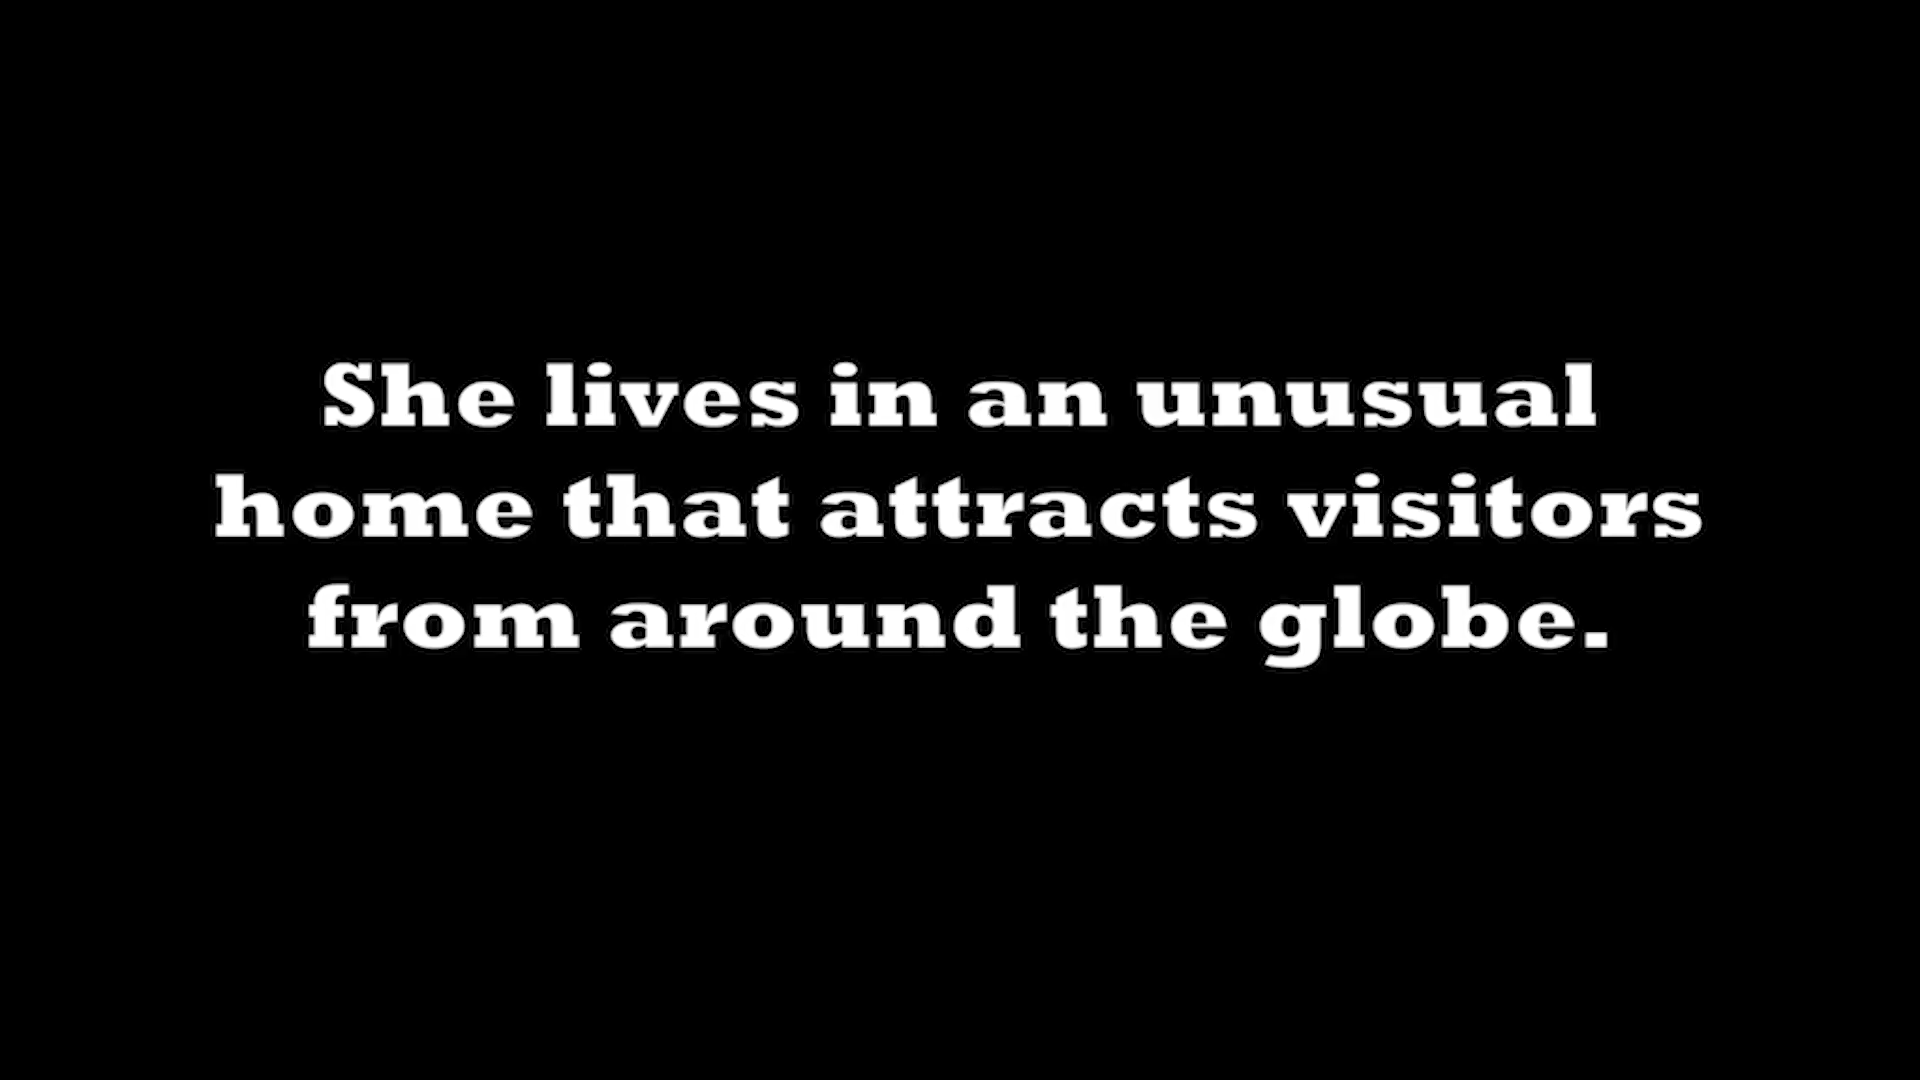 She lives in an unusual
home that attracts visitors
from around the globe.